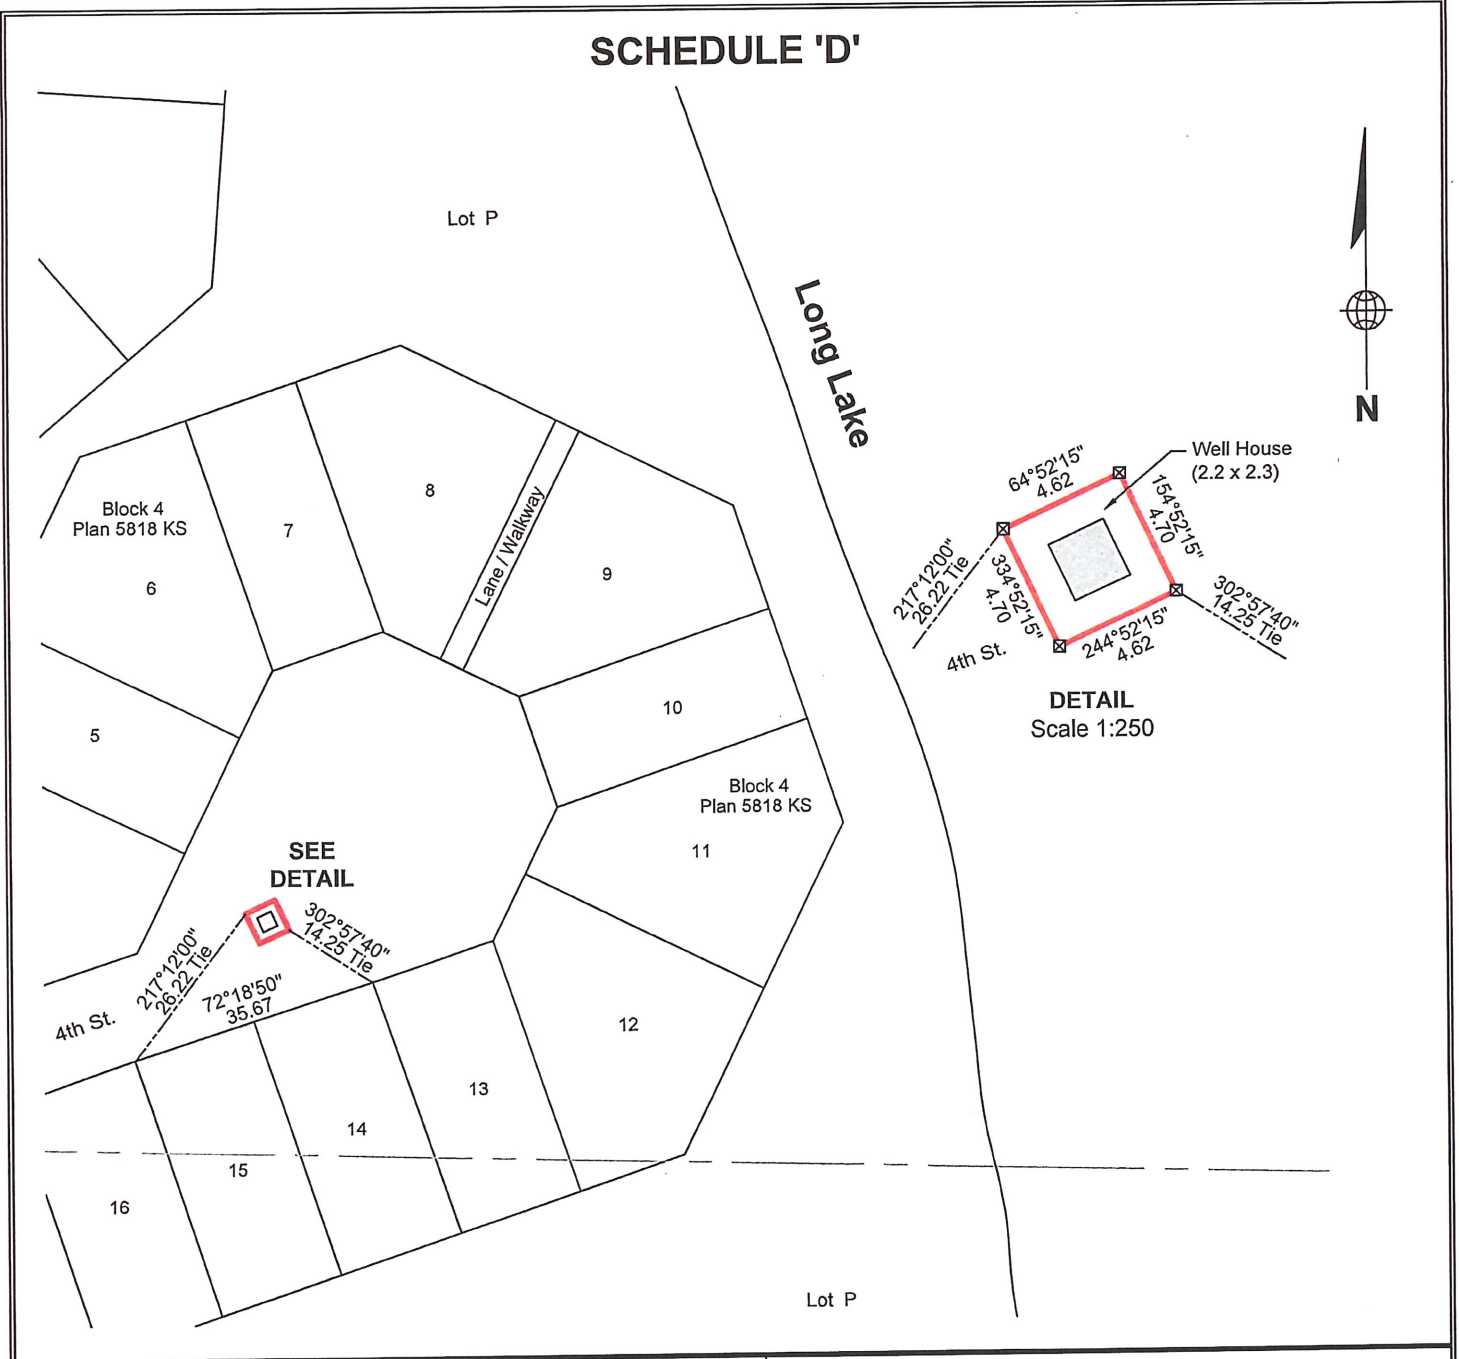 SCHEDULE 'D'
Lot P
Long Lake
N
Block 4
Plan 5818 KS
6
7
8
Lane / Walkway
9
5
10
Block 4
Plan 5818 KS
11
64°52'15"
4.62
Well House
(2.2 x 2.3)
154°52'15"
4.70
217°12'00"
26.22 Tie
334°52'15"
4.70
302°57'40"
14.25 Tie
244°52'15"
4.62
4th St.
DETAIL
Scale 1:250
SEE
DETAIL
217°12'00"
26.22 Tie
302°57'40"
14.25 Tie
72°18'50"
35.67
4th St.
12
13
14
15
16
Lot P